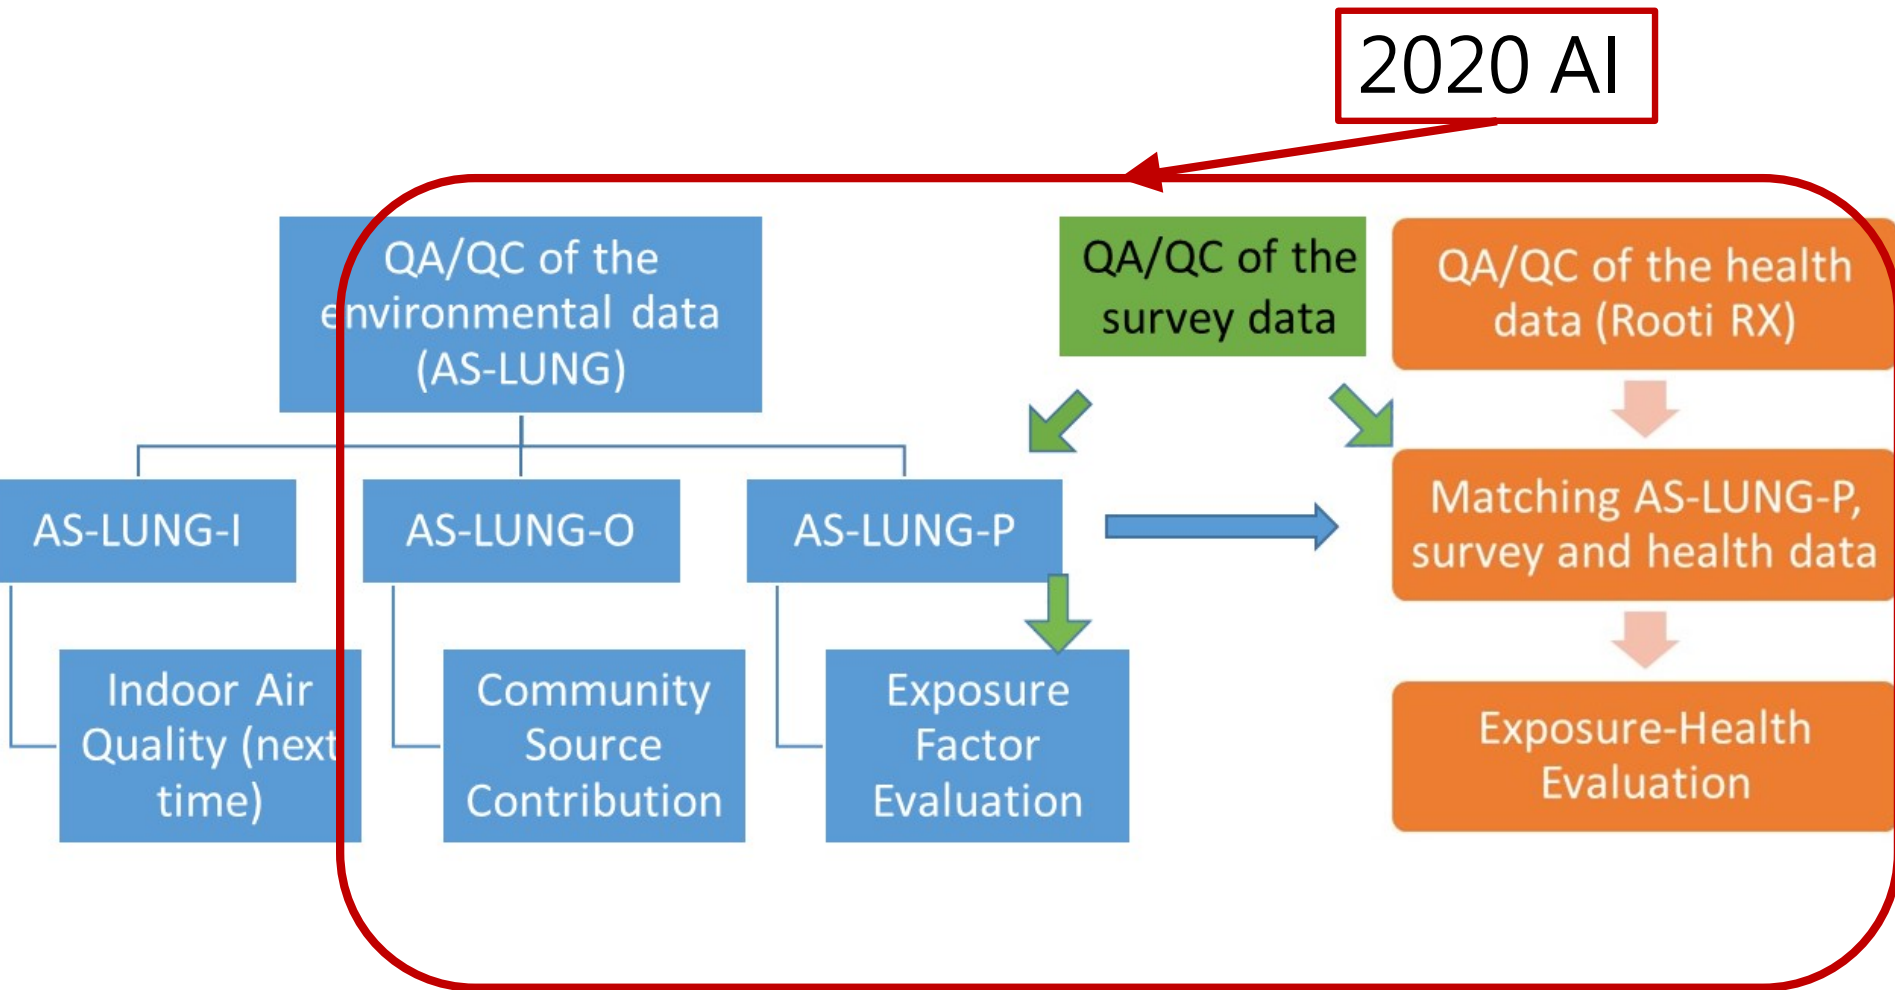 2020 AI
QA/QC of the
environmental data
(AS-LUNG)
QA/QC of the
survey data
QA/QC of the health
data (Rooti RX)
AS-LUNG-I
AS-LUNG-O
AS-LUNG-P
Matching AS-LUNG-P,
survey and health data
Indoor Air
Quality (next
time)
Community
Source
Contribution
Exposure
Factor
Evaluation
Exposure-Health
Evaluation